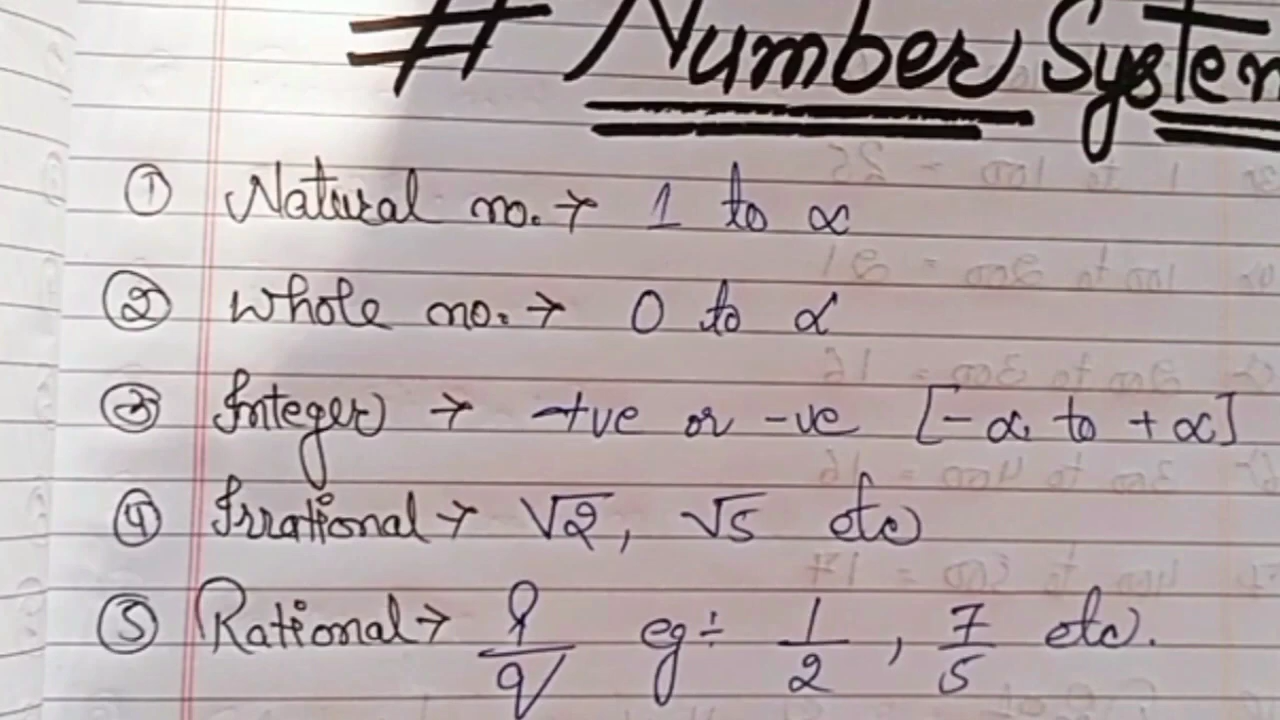 # Number System
① Natural no. → 1 to ∝
② Whole no. → 0 to ∝
③ Integer → +ve or -ve [-∝ to +∝]
④ Irrational → √2, √5 etc
⑤ Rational → p/q eg÷ 1/2, 7/5 etc.